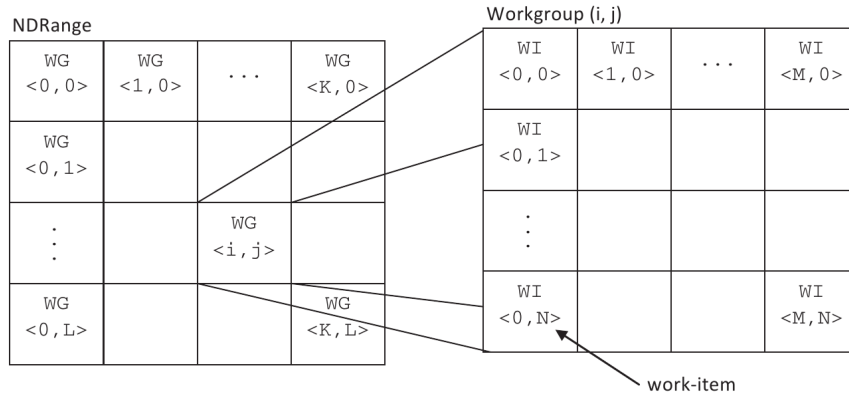 NDRange
WG WG WG
<0,0> <1,0> ... <K,0>
WG
<0,1>
WG
<i,j>
⋮
WG WG
<0,L> <K,L>
Workgroup (i, j)
WI WI WI
<0,0> <1,0> ... <M,0>
WI
<0,1>
⋮
WI WI
<0,N> <M,N>
work-item